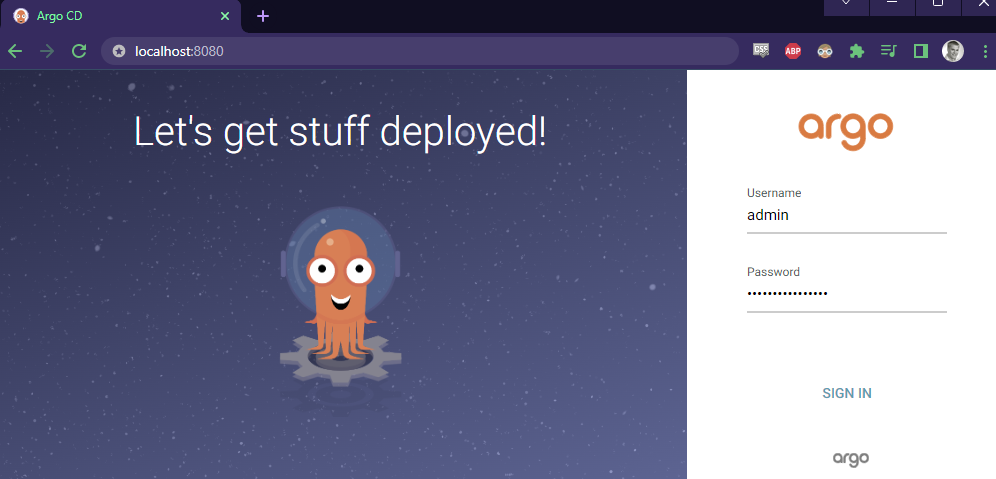 Argo CD
localhost:8080
CSS
ABP
Let's get stuff deployed!
argo
Username
admin
Password
••••••••••••••••
SIGN IN
argo